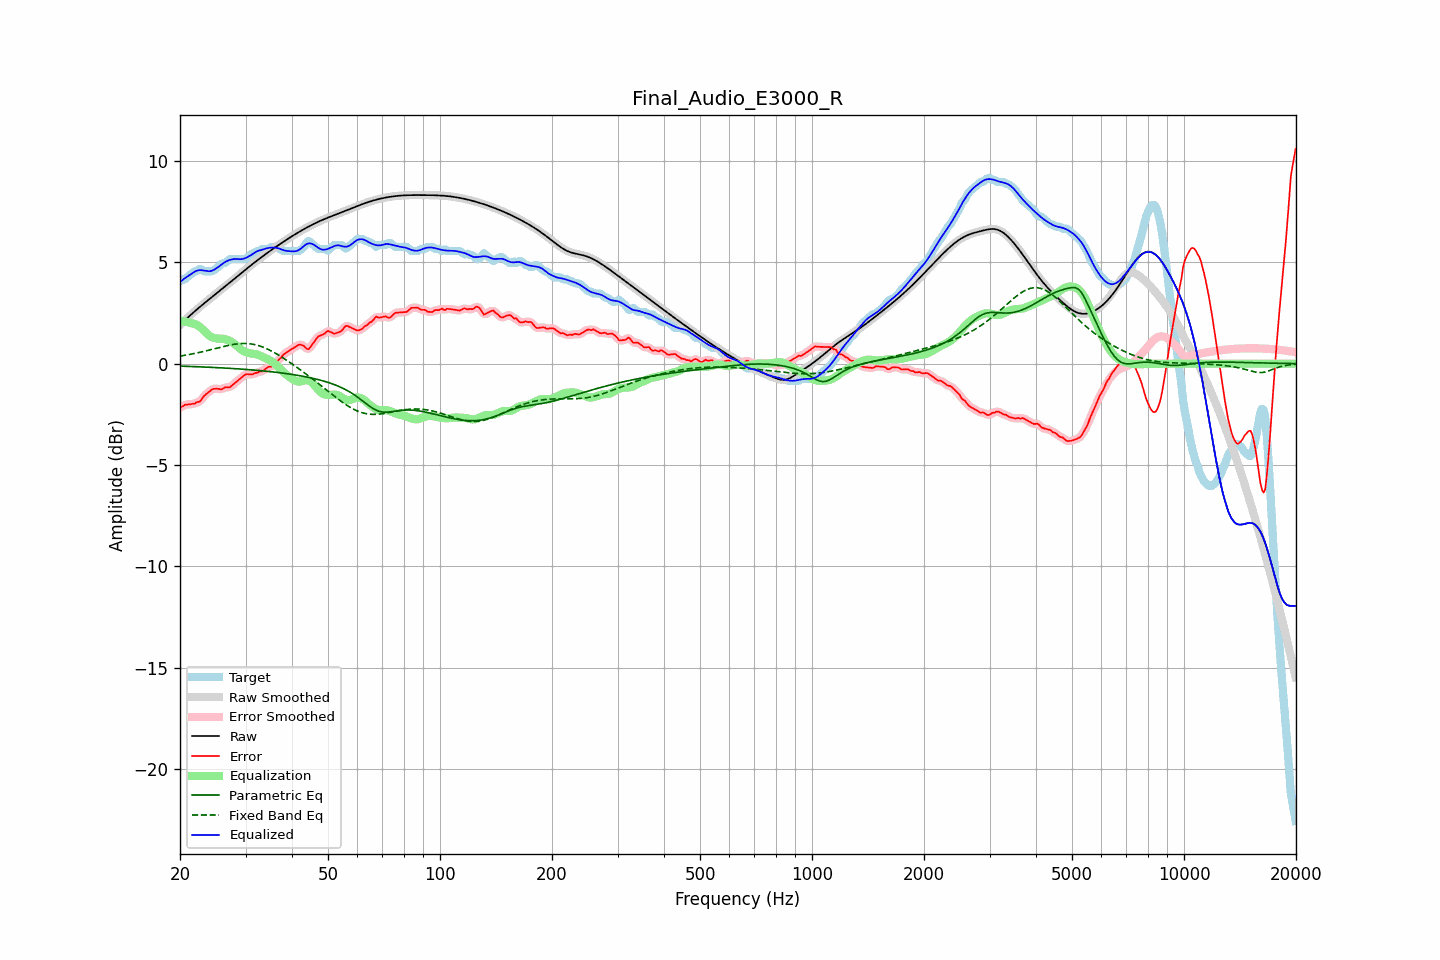 Final_Audio_E3000_R
Amplitude (dBr)
10
5
0
−5
−10
−15
−20
Target
Raw Smoothed
Error Smoothed
Raw
Error
Equalization
Parametric Eq
Fixed Band Eq
Equalized
20 50 100 200 500 1000 2000 5000 10000 20000
Frequency (Hz)